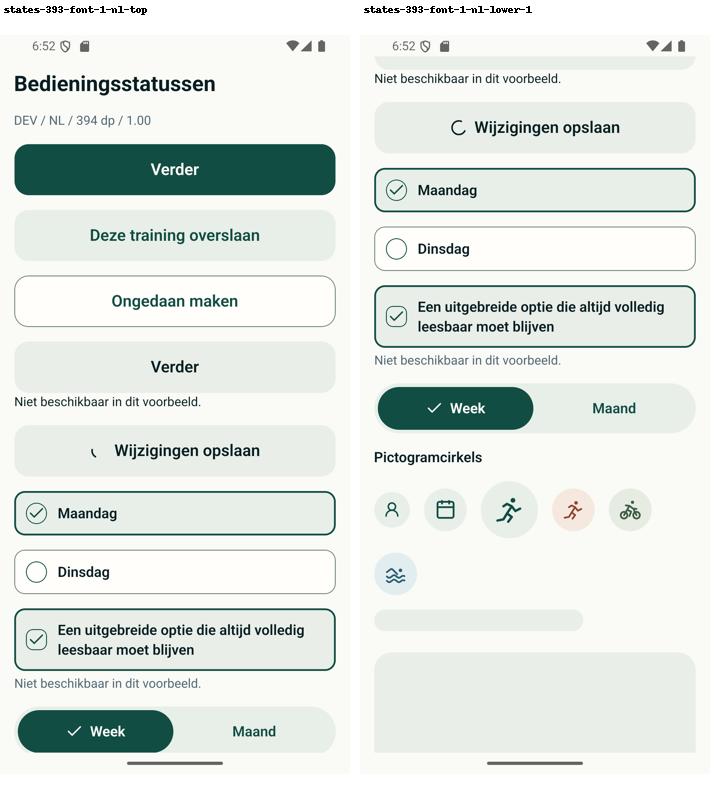 states-393-font-1-nl-top
6:52
Bedieningsstatussen
DEV / NL / 394 dp / 1.00
Verder
Deze training overslaan
Ongedaan maken
Verder
Niet beschikbaar in dit voorbeeld.
Wijzigingen opslaan
Maandag
Dinsdag
Een uitgebreide optie die altijd volledig
leesbaar moet blijven
Niet beschikbaar in dit voorbeeld.
Week
Maand
states-393-font-1-nl-lower-1
6:52
Niet beschikbaar in dit voorbeeld.
Wijzigingen opslaan
Maandag
Dinsdag
Een uitgebreide optie die altijd volledig
leesbaar moet blijven
Niet beschikbaar in dit voorbeeld.
Week
Maand
Pictogramcirkels